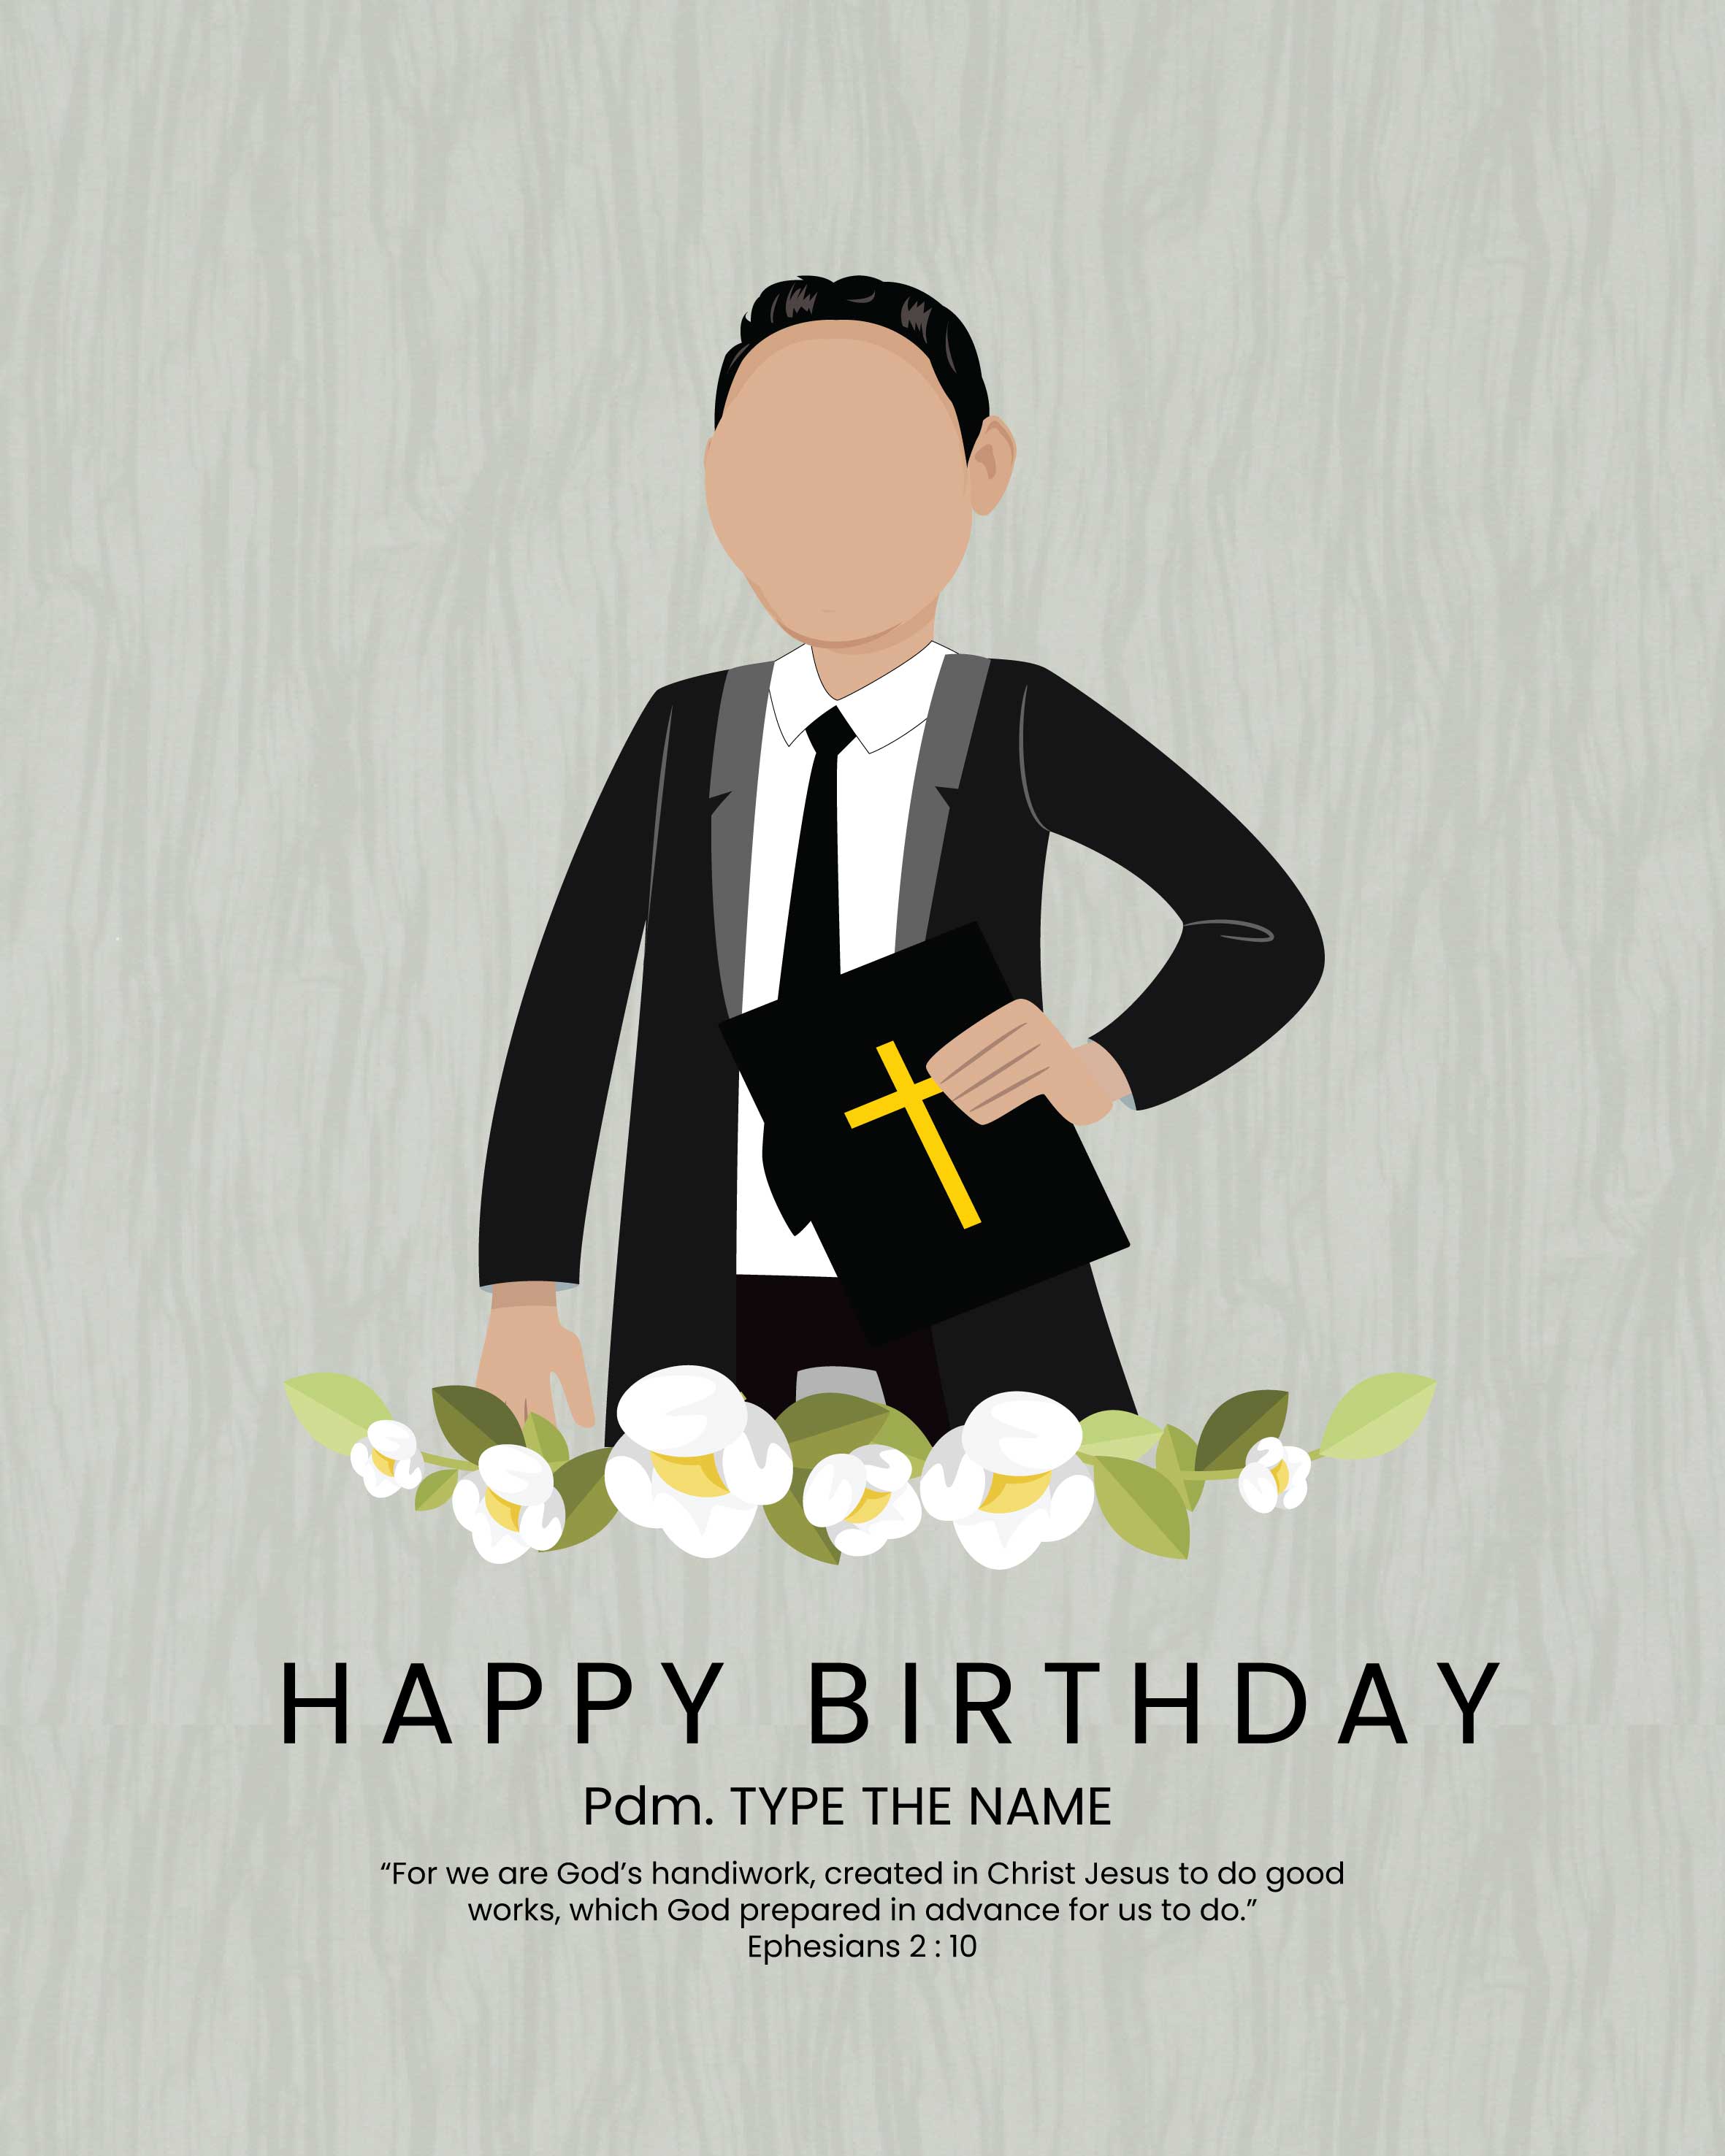 HAPPY BIRTHDAY
Pdm. TYPE THE NAME
“For we are God’s handiwork, created in Christ Jesus to do good
works, which God prepared in advance for us to do.”
Ephesians 2 : 10